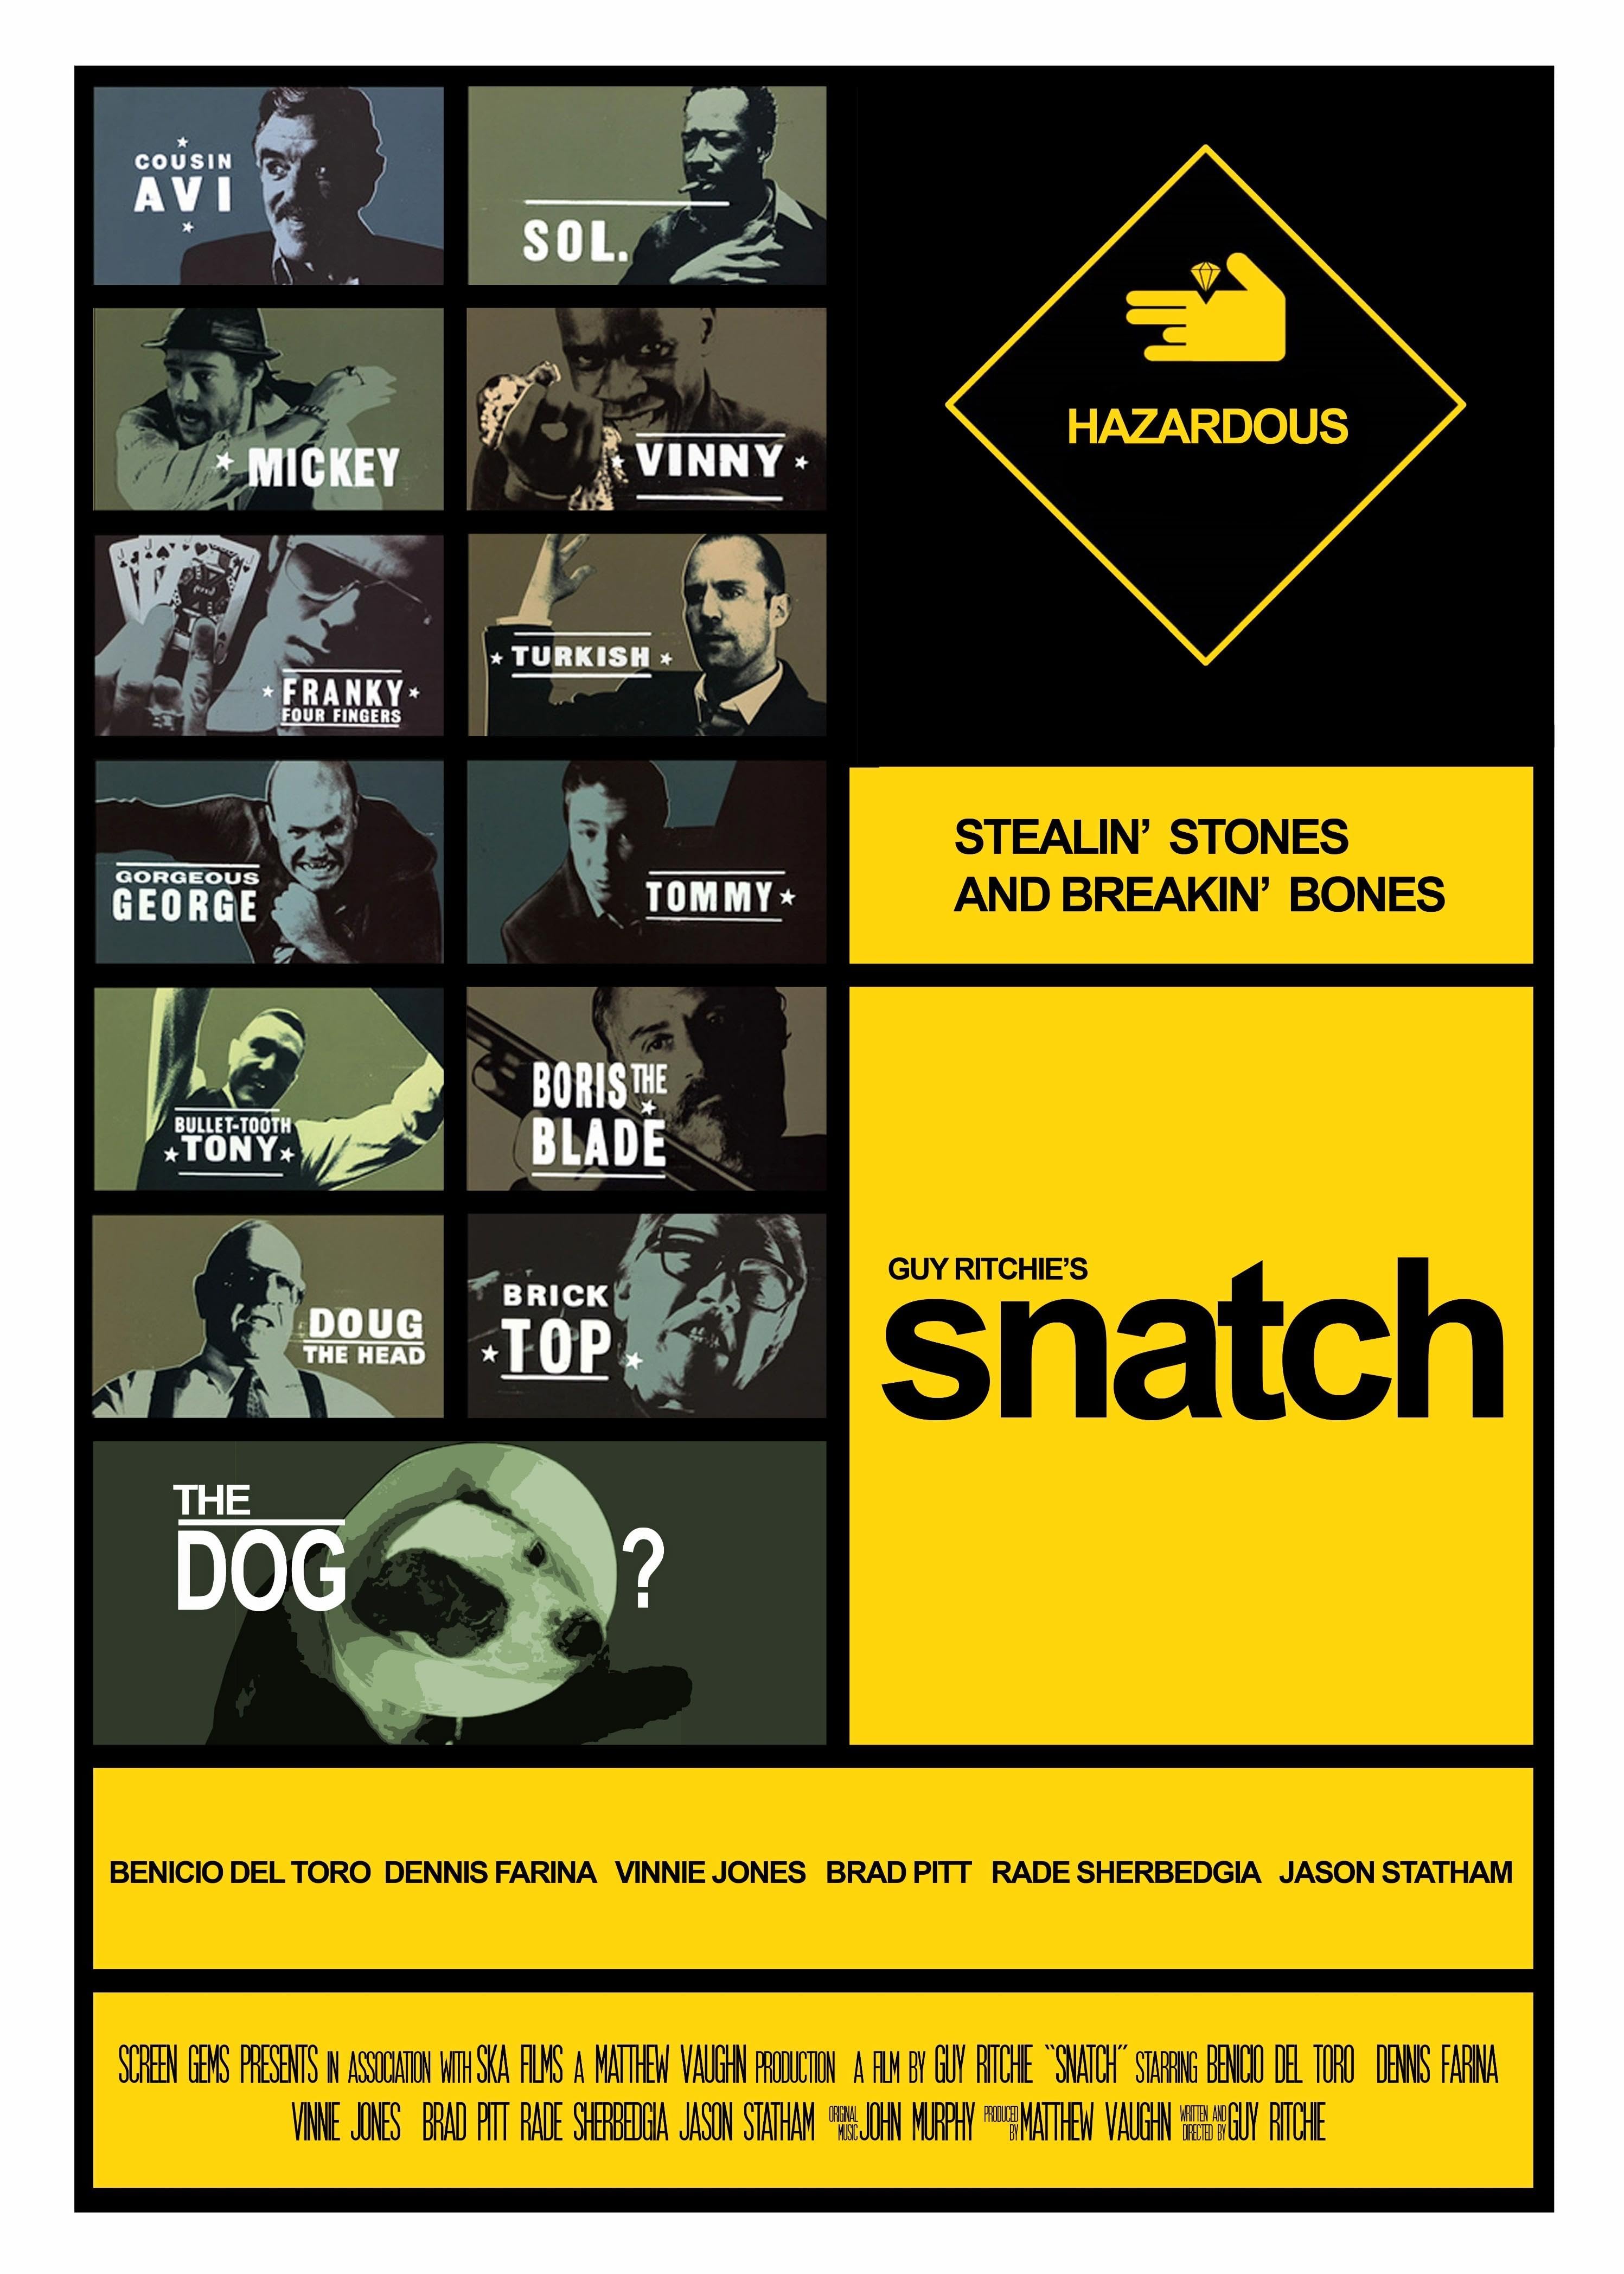 COUSIN
AVI
SOL.
MICKEY
VINNY
FRANKY
FOUR FINGERS
TURKISH
GORGEOUS
GEORGE
TOMMY
BULLET-TOOTH
TONY
BORIS THE
BLADE
DOUG
THE HEAD
BRICK
TOP
THE
DOG ?
HAZARDOUS
STEALIN' STONES
AND BREAKIN' BONES
GUY RITCHIE'S
snatch
BENICIO DEL TORO DENNIS FARINA VINNIE JONES BRAD PITT RADE SHERBEDGIA JASON STATHAM
SCREEN GEMS PRESENTS IN ASSOCIATION WITH SKA FILMS A MATTHEW VAUGHN PRODUCTION A FILM BY GUY RITCHIE "SNATCH" STARRING BENICIO DEL TORO DENNIS FARINA
VINNIE JONES BRAD PITT RADE SHERBEDGIA JASON STATHAM ORIGINAL MUSIC JOHN MURPHY PRODUCED BY MATTHEW VAUGHN WRITTEN AND DIRECTED BY GUY RITCHIE